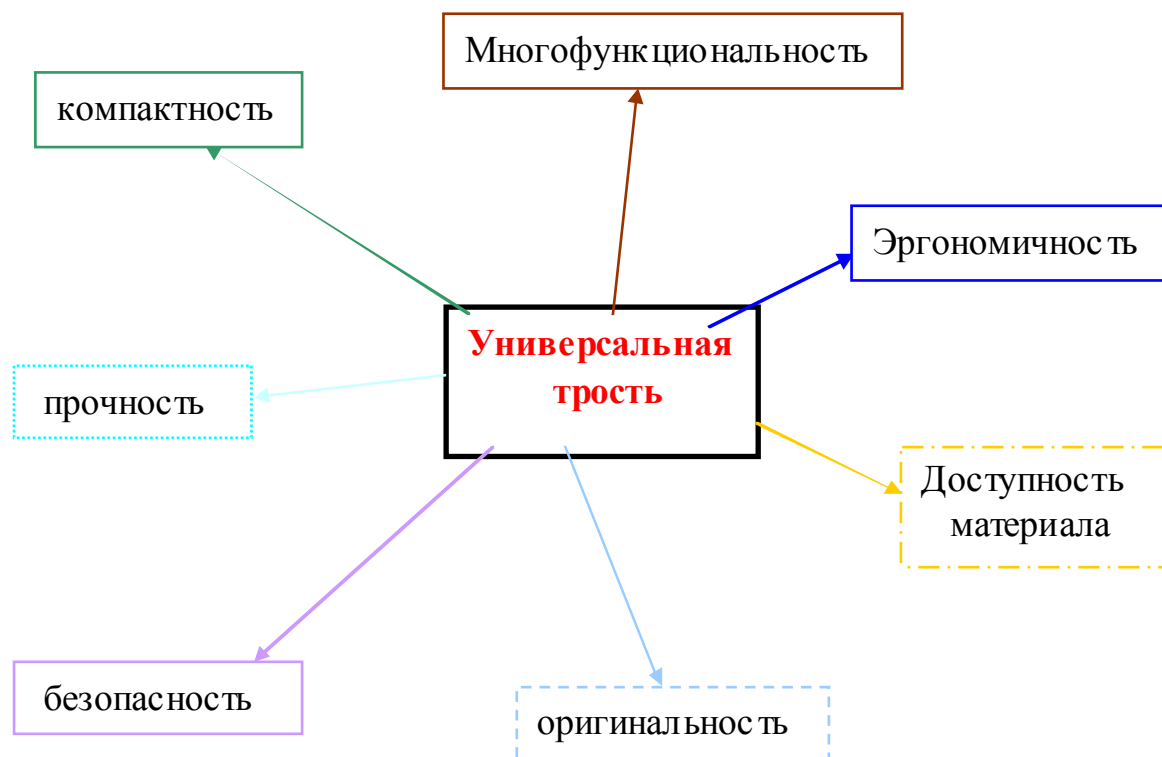 Многофункциональность
компактность
Эргономичность
Универсальная
трость
прочность
Доступность
материала
безопасность
оригинальность